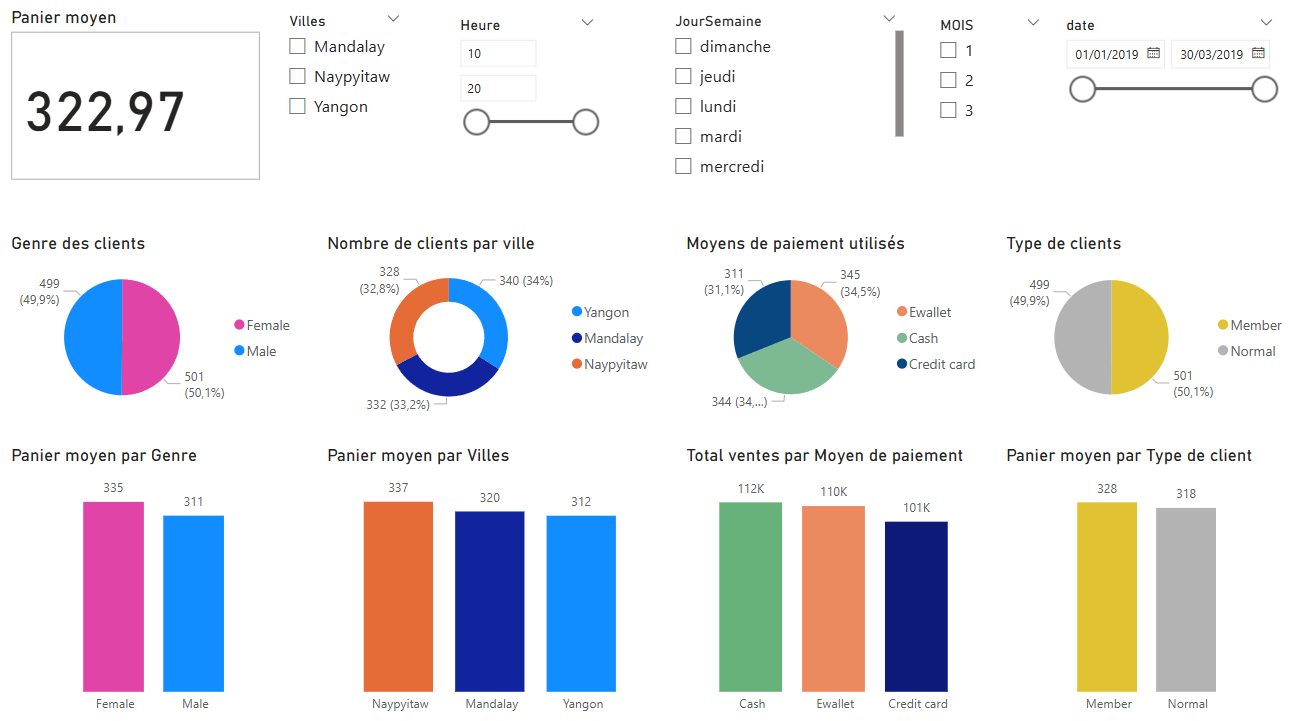 Panier moyen
322,97
Villes
Mandalay
Naypyitaw
Yangon
Heure
10
20
JourSemaine
dimanche
jeudi
lundi
mardi
mercredi
MOIS
1
2
3
date
01/01/2019
30/03/2019
Genre des clients
499
(49,9%)
501
(50,1%)
Female
Male
Nombre de clients par ville
328
(32,8%)
340 (34%)
332 (33,2%)
Yangon
Mandalay
Naypyitaw
Moyens de paiement utilisés
311
(31,1%)
345
(34,5%)
344 (34,...)
Ewallet
Cash
Credit card
Type de clients
499
(49,9%)
501
(50,1%)
Member
Normal
Panier moyen par Genre
335
311
Female
Male
Panier moyen par Villes
337
320
312
Naypyitaw
Mandalay
Yangon
Total ventes par Moyen de paiement
112K
110K
101K
Cash
Ewallet
Credit card
Panier moyen par Type de client
328
318
Member
Normal